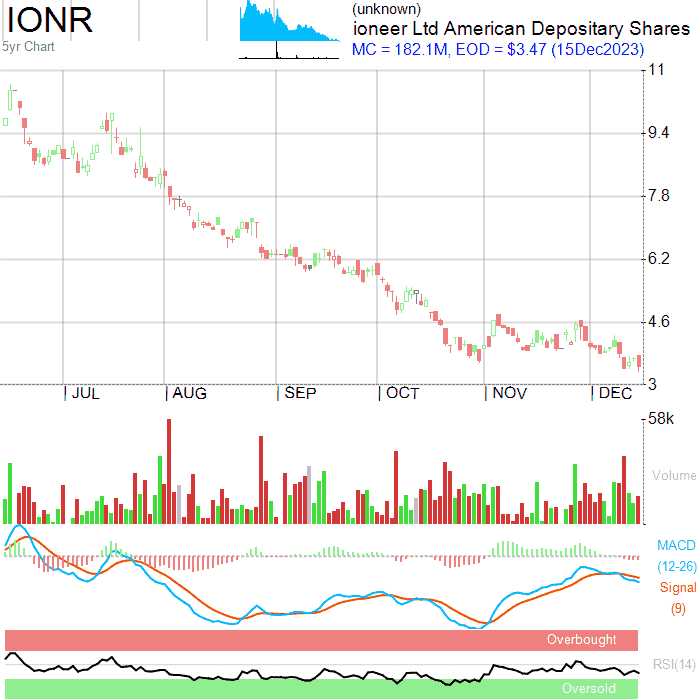 IONR
5yr Chart
(unknown)
ioneer Ltd American Depositary Shares
MC = 182.1M, EOD = $3.47 (15Dec2023)
11
9.4
7.8
6.2
4.6
3
JUL AUG SEP OCT NOV DEC
58k
Volume
MACD
(12-26)
Signal
(9)
Overbought
RSI(14)
Oversold